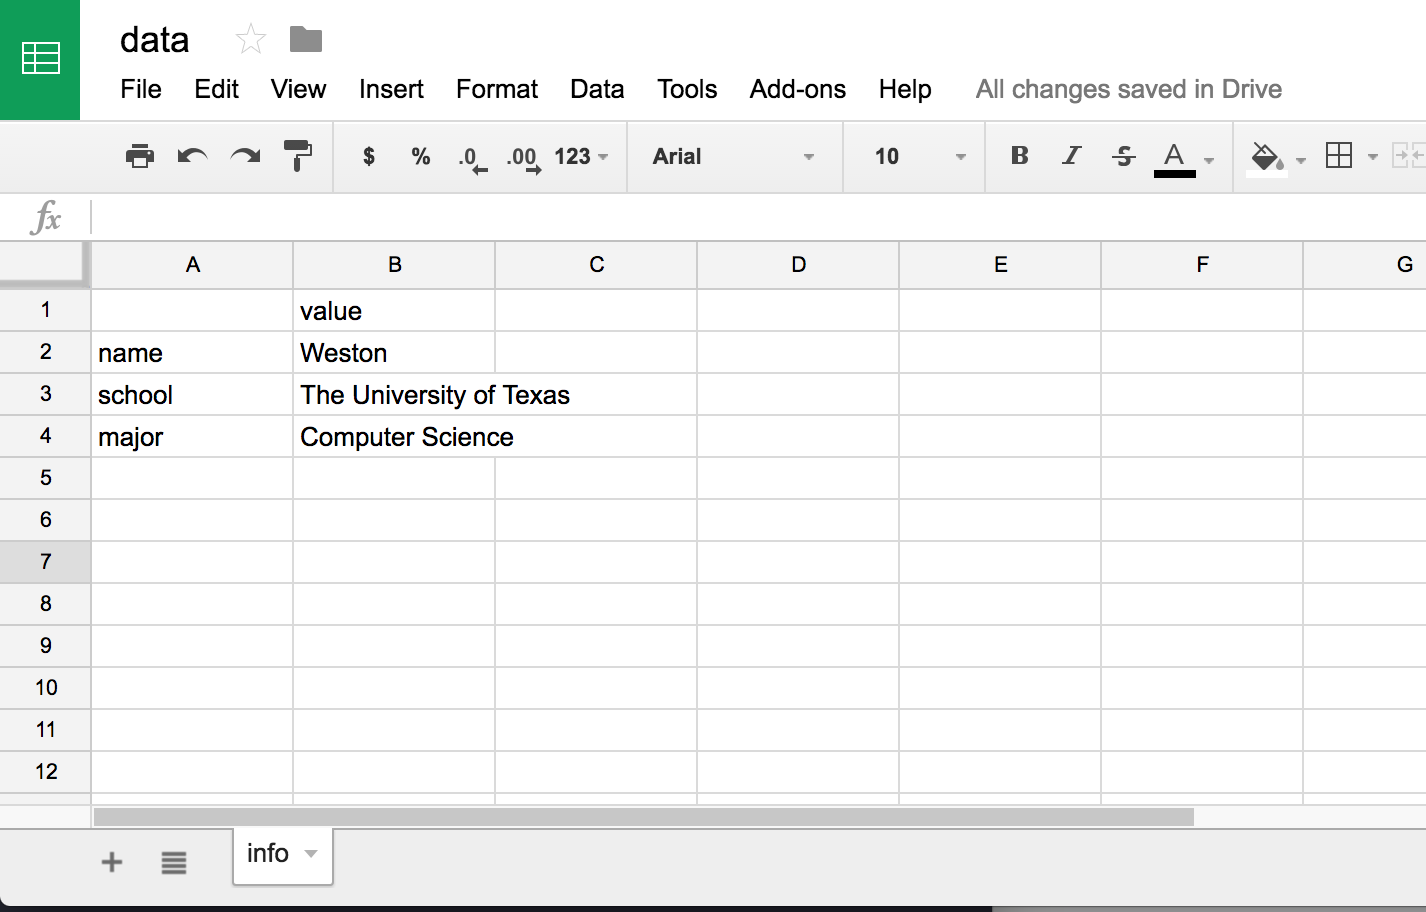 data
File Edit View Insert Format Data Tools Add-ons Help All changes saved in Drive
$ % .0 .00 123 Arial 10 B I S A
fx
A B C D E F G
1 value
2 name Weston
3 school The University of Texas
4 major Computer Science
5
6
7
8
9
10
11
12
info